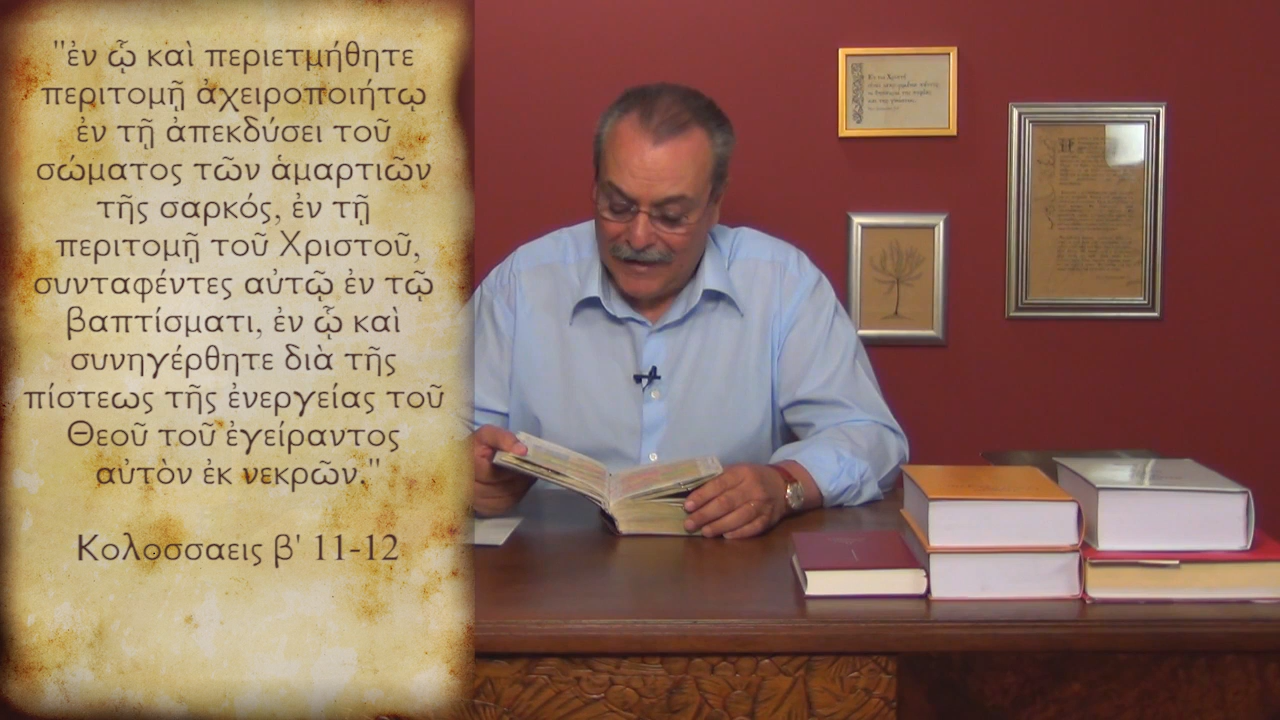 "ἐν ᾧ καὶ περιετμήθητε
περιτομῇ ἀχειροποιήτῳ
ἐν τῇ ἀπεκδύσει τοῦ
σώματος τῶν ἁμαρτιῶν
τῆς σαρκός, ἐν τῇ
περιτομῇ τοῦ Χριστοῦ,
συνταφέντες αὐτῷ ἐν τῷ
βαπτίσματι, ἐν ᾧ καὶ
συνηγέρθητε διὰ τῆς
πίστεως τῆς ἐνεργείας τοῦ
Θεοῦ τοῦ ἐγείραντος
αὐτὸν ἐκ νεκρῶν."
Κολοσσαεις β' 11-12